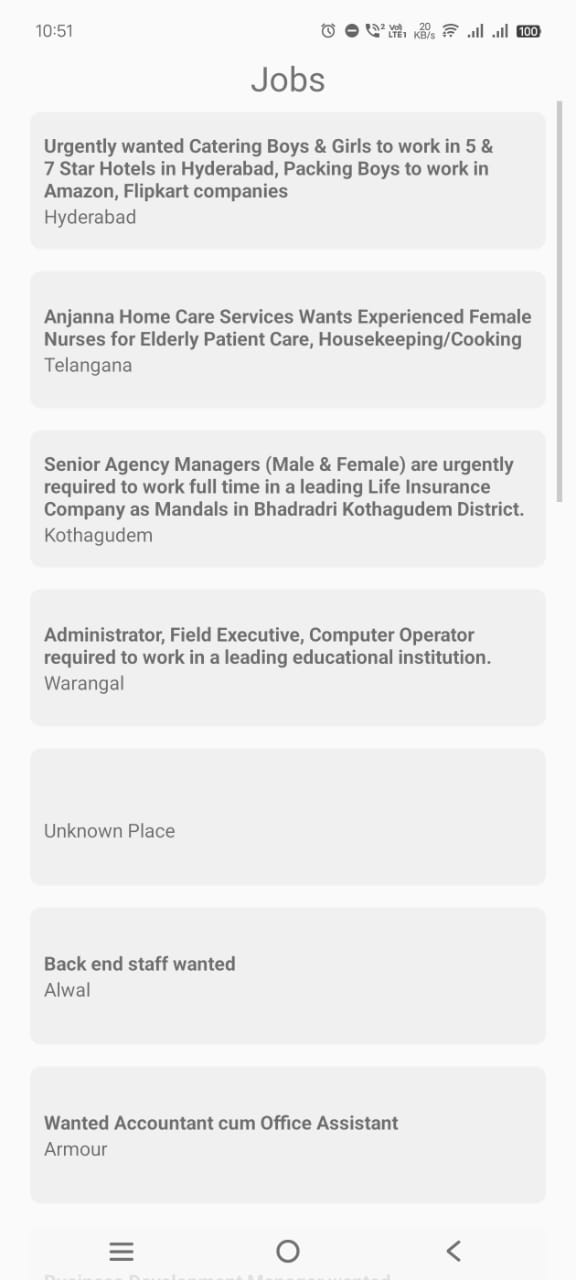 10:51
2
Vo)
LTE1
20
KB/s
100
Jobs
Urgently wanted Catering Boys & Girls to work in 5 &
7 Star Hotels in Hyderabad, Packing Boys to work in
Amazon, Flipkart companies
Hyderabad
Anjanna Home Care Services Wants Experienced Female
Nurses for Elderly Patient Care, Housekeeping/Cooking
Telangana
Senior Agency Managers (Male & Female) are urgently
required to work full time in a leading Life Insurance
Company as Mandals in Bhadradri Kothagudem District.
Kothagudem
Administrator, Field Executive, Computer Operator
required to work in a leading educational institution.
Warangal
Unknown Place
Back end staff wanted
Alwal
Wanted Accountant cum Office Assistant
Armour
Business Development Manager wanted